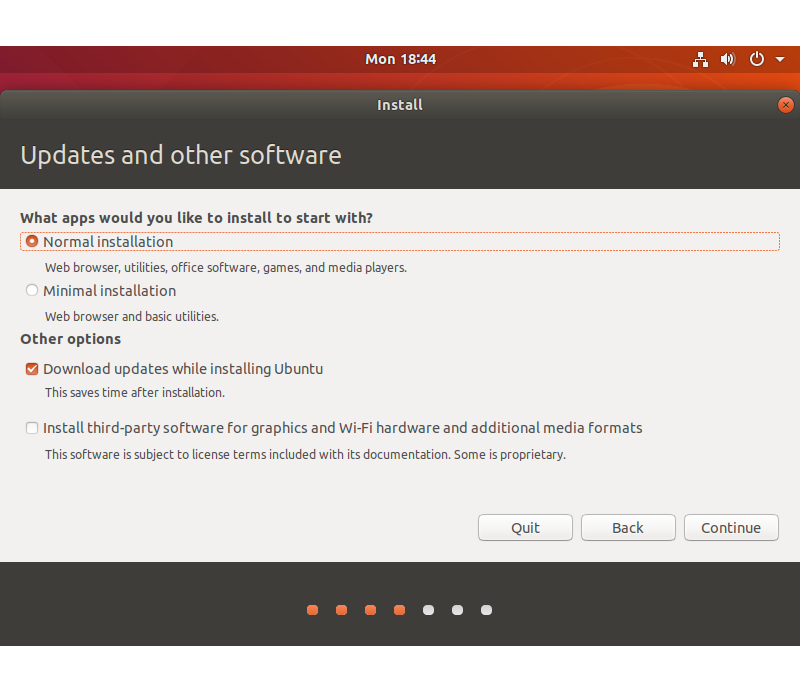 Mon 18:44
Install
Updates and other software
What apps would you like to install to start with?
Normal installation
Web browser, utilities, office software, games, and media players.
Minimal installation
Web browser and basic utilities.
Other options
Download updates while installing Ubuntu
This saves time after installation.
Install third-party software for graphics and Wi-Fi hardware and additional media formats
This software is subject to license terms included with its documentation. Some is proprietary.
Quit Back Continue